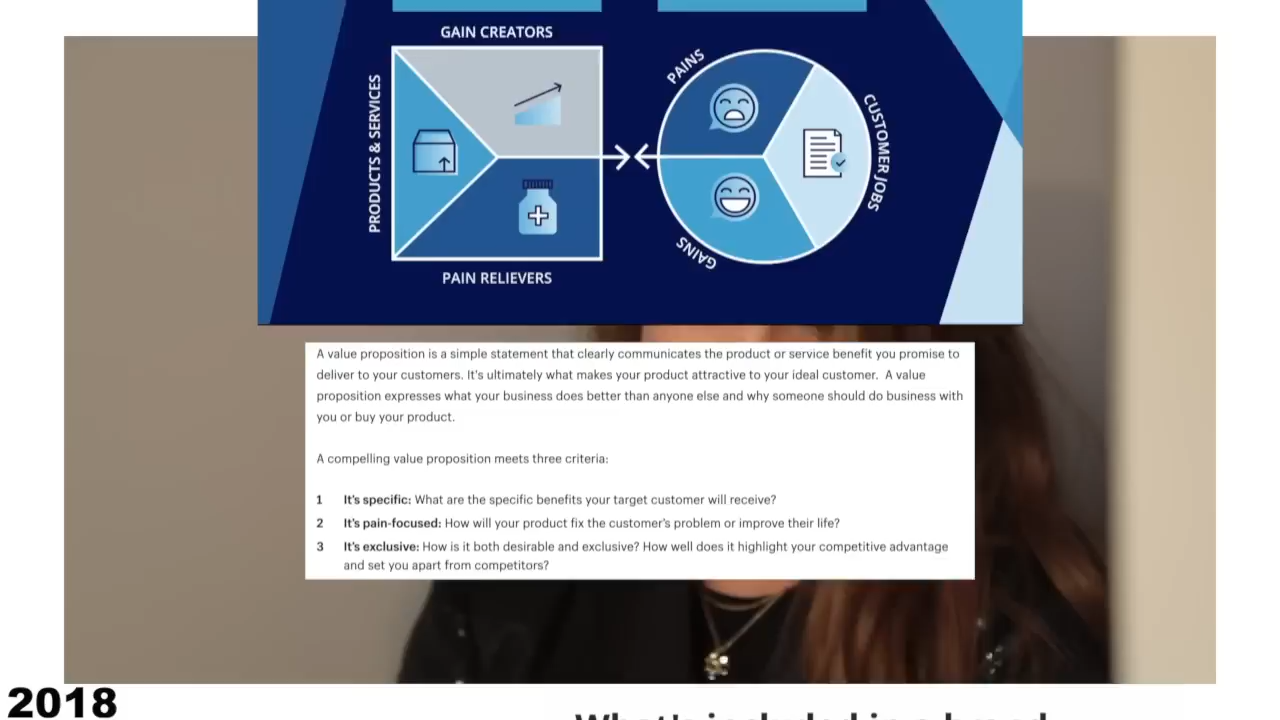 GAIN CREATORS
PRODUCTS & SERVICES
PAIN RELIEVERS
PAINS
GAINS
CUSTOMER JOBS
A value proposition is a simple statement that clearly communicates the product or service benefit you promise to
deliver to your customers. It's ultimately what makes your product attractive to your ideal customer. A value
proposition expresses what your business does better than anyone else and why someone should do business with
you or buy your product.
A compelling value proposition meets three criteria:
1 It's specific: What are the specific benefits your target customer will receive?
2 It's pain-focused: How will your product fix the customer's problem or improve their life?
3 It's exclusive: How is it both desirable and exclusive? How well does it highlight your competitive advantage
and set you apart from competitors?
2018
What's included in a brand